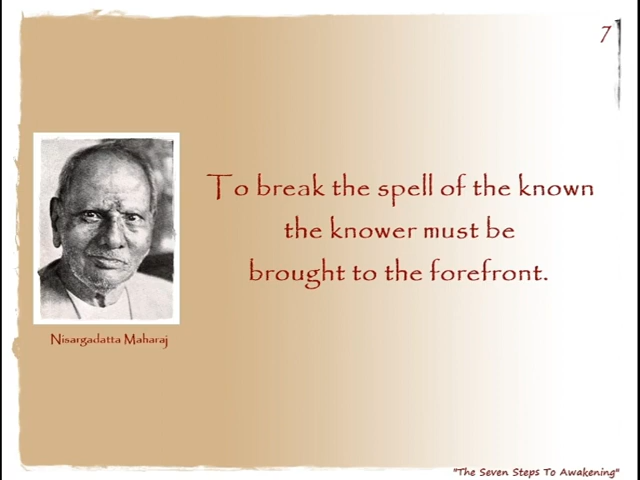 7
To break the spell of the known
the knower must be
brought to the forefront.
Nisargadatta Maharaj
"The Seven Steps To Awakening"